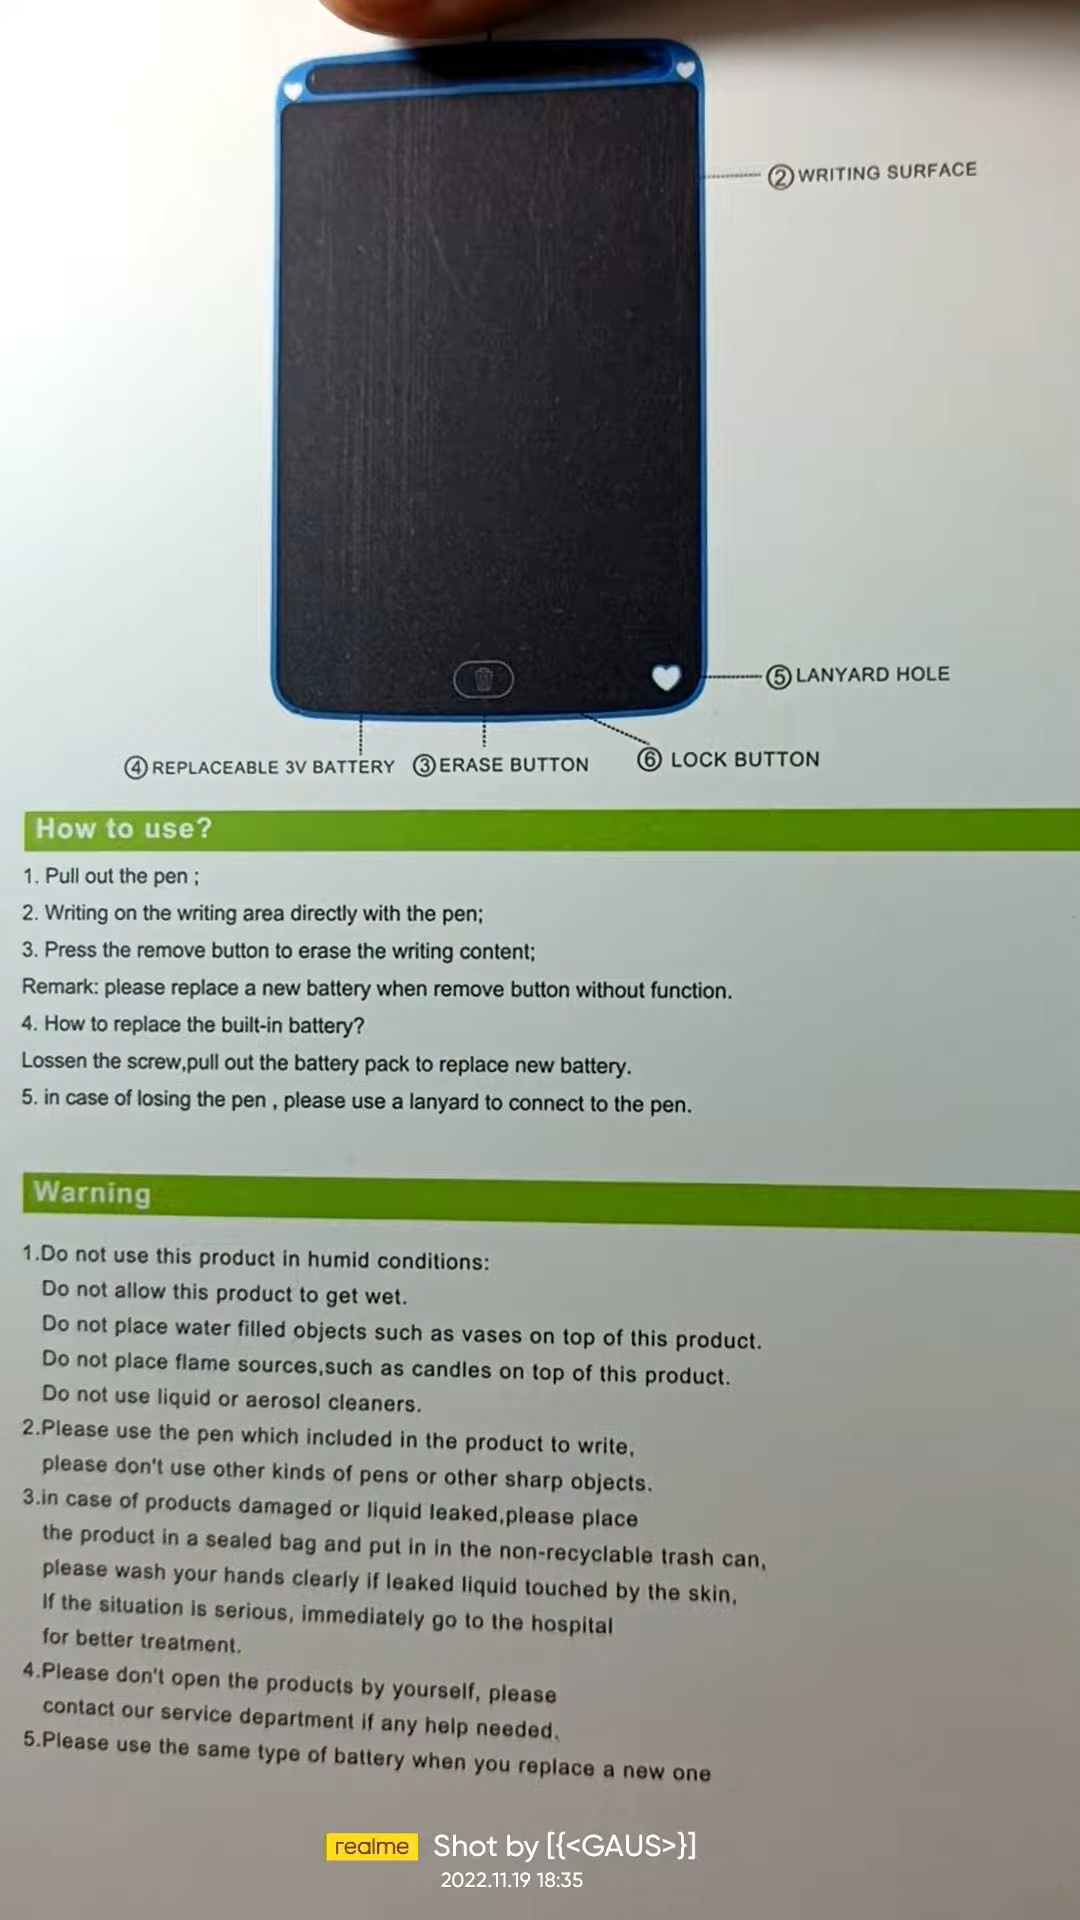 ②WRITING SURFACE
⑤LANYARD HOLE
④REPLACEABLE 3V BATTERY ③ERASE BUTTON ⑥ LOCK BUTTON
How to use?
1. Pull out the pen ;
2. Writing on the writing area directly with the pen;
3. Press the remove button to erase the writing content;
Remark: please replace a new battery when remove button without function.
4. How to replace the built-in battery?
Lossen the screw,pull out the battery pack to replace new battery.
5. in case of losing the pen , please use a lanyard to connect to the pen.
Warning
1.Do not use this product in humid conditions:
Do not allow this product to get wet.
Do not place water filled objects such as vases on top of this product.
Do not place flame sources,such as candles on top of this product.
Do not use liquid or aerosol cleaners.
2.Please use the pen which included in the product to write,
please don't use other kinds of pens or other sharp objects.
3.in case of products damaged or liquid leaked,please place
the product in a sealed bag and put in in the non-recyclable trash can,
please wash your hands clearly if leaked liquid touched by the skin,
If the situation is serious, immediately go to the hospital
for better treatment.
4.Please don't open the products by yourself, please
contact our service department if any help needed.
5.Please use the same type of battery when you replace a new one
realme Shot by [{<GAUS>}]
2022.11.19 18:35